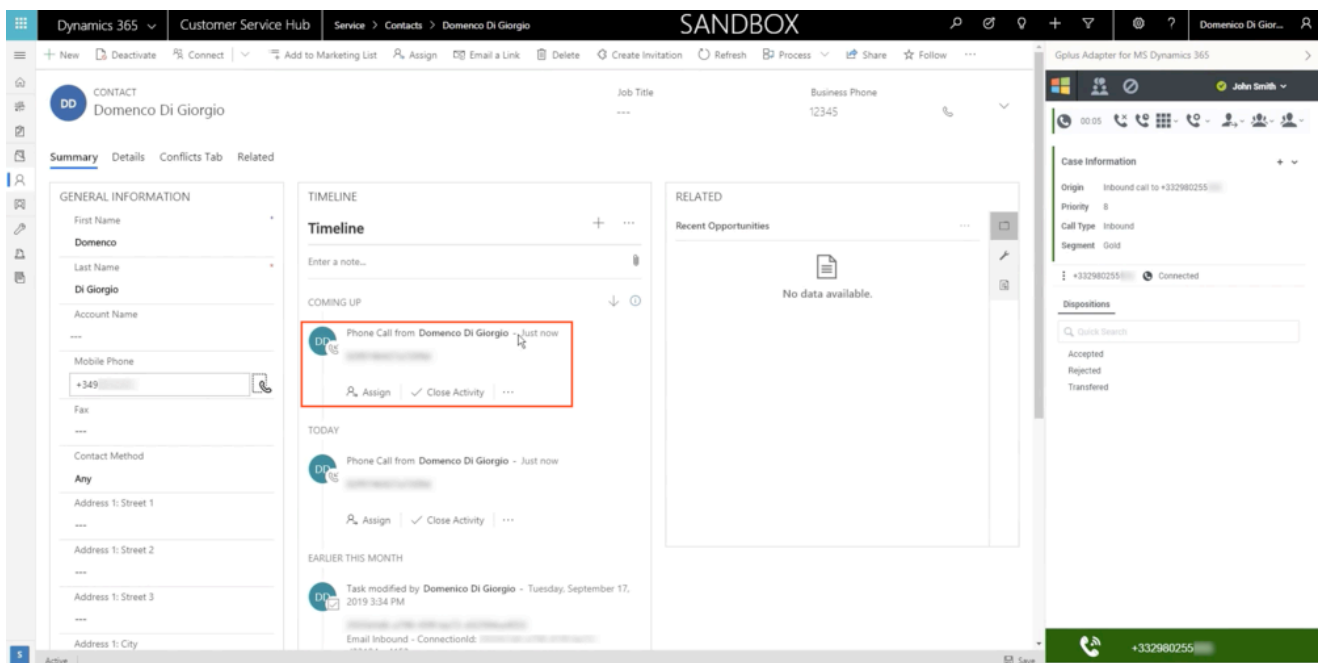 Dynamics 365
Customer Service Hub
Service > Contacts > Domenco Di Giorgio
SANDBOX
Domenico Di Gior...
New
Deactivate
Connect
Add to Marketing List
Assign
Email a Link
Delete
Create Invitation
Refresh
Process
Share
Follow
Gplus Adapter for MS Dynamics 365
DD
CONTACT
Domenco Di Giorgio
Job Title
---
Business Phone
12345
John Smith
00:05
Summary
Details
Conflicts Tab
Related
GENERAL INFORMATION
First Name
*
Domenco
Last Name
*
Di Giorgio
Account Name
---
Mobile Phone
+349
Fax
---
Contact Method
Any
Address 1: Street 1
---
Address 1: Street 2
---
Address 1: Street 3
---
Address 1: City
TIMELINE
Timeline
Enter a note...
COMING UP
Phone Call from Domenco Di Giorgio - Just now
Assign
Close Activity
TODAY
Phone Call from Domenco Di Giorgio - Just now
Assign
Close Activity
EARLIER THIS MONTH
Task modified by Domenico Di Giorgio - Tuesday, September 17,
2019 3:34 PM
Email Inbound - ConnectionId:
RELATED
Recent Opportunities
No data available.
Case Information
Origin Inbound call to +332980255
Priority 8
Call Type Inbound
Segment Gold
+332980255 Connected
Dispositions
Quick Search
Accepted
Rejected
Transfered
S
Active
Save
+332980255